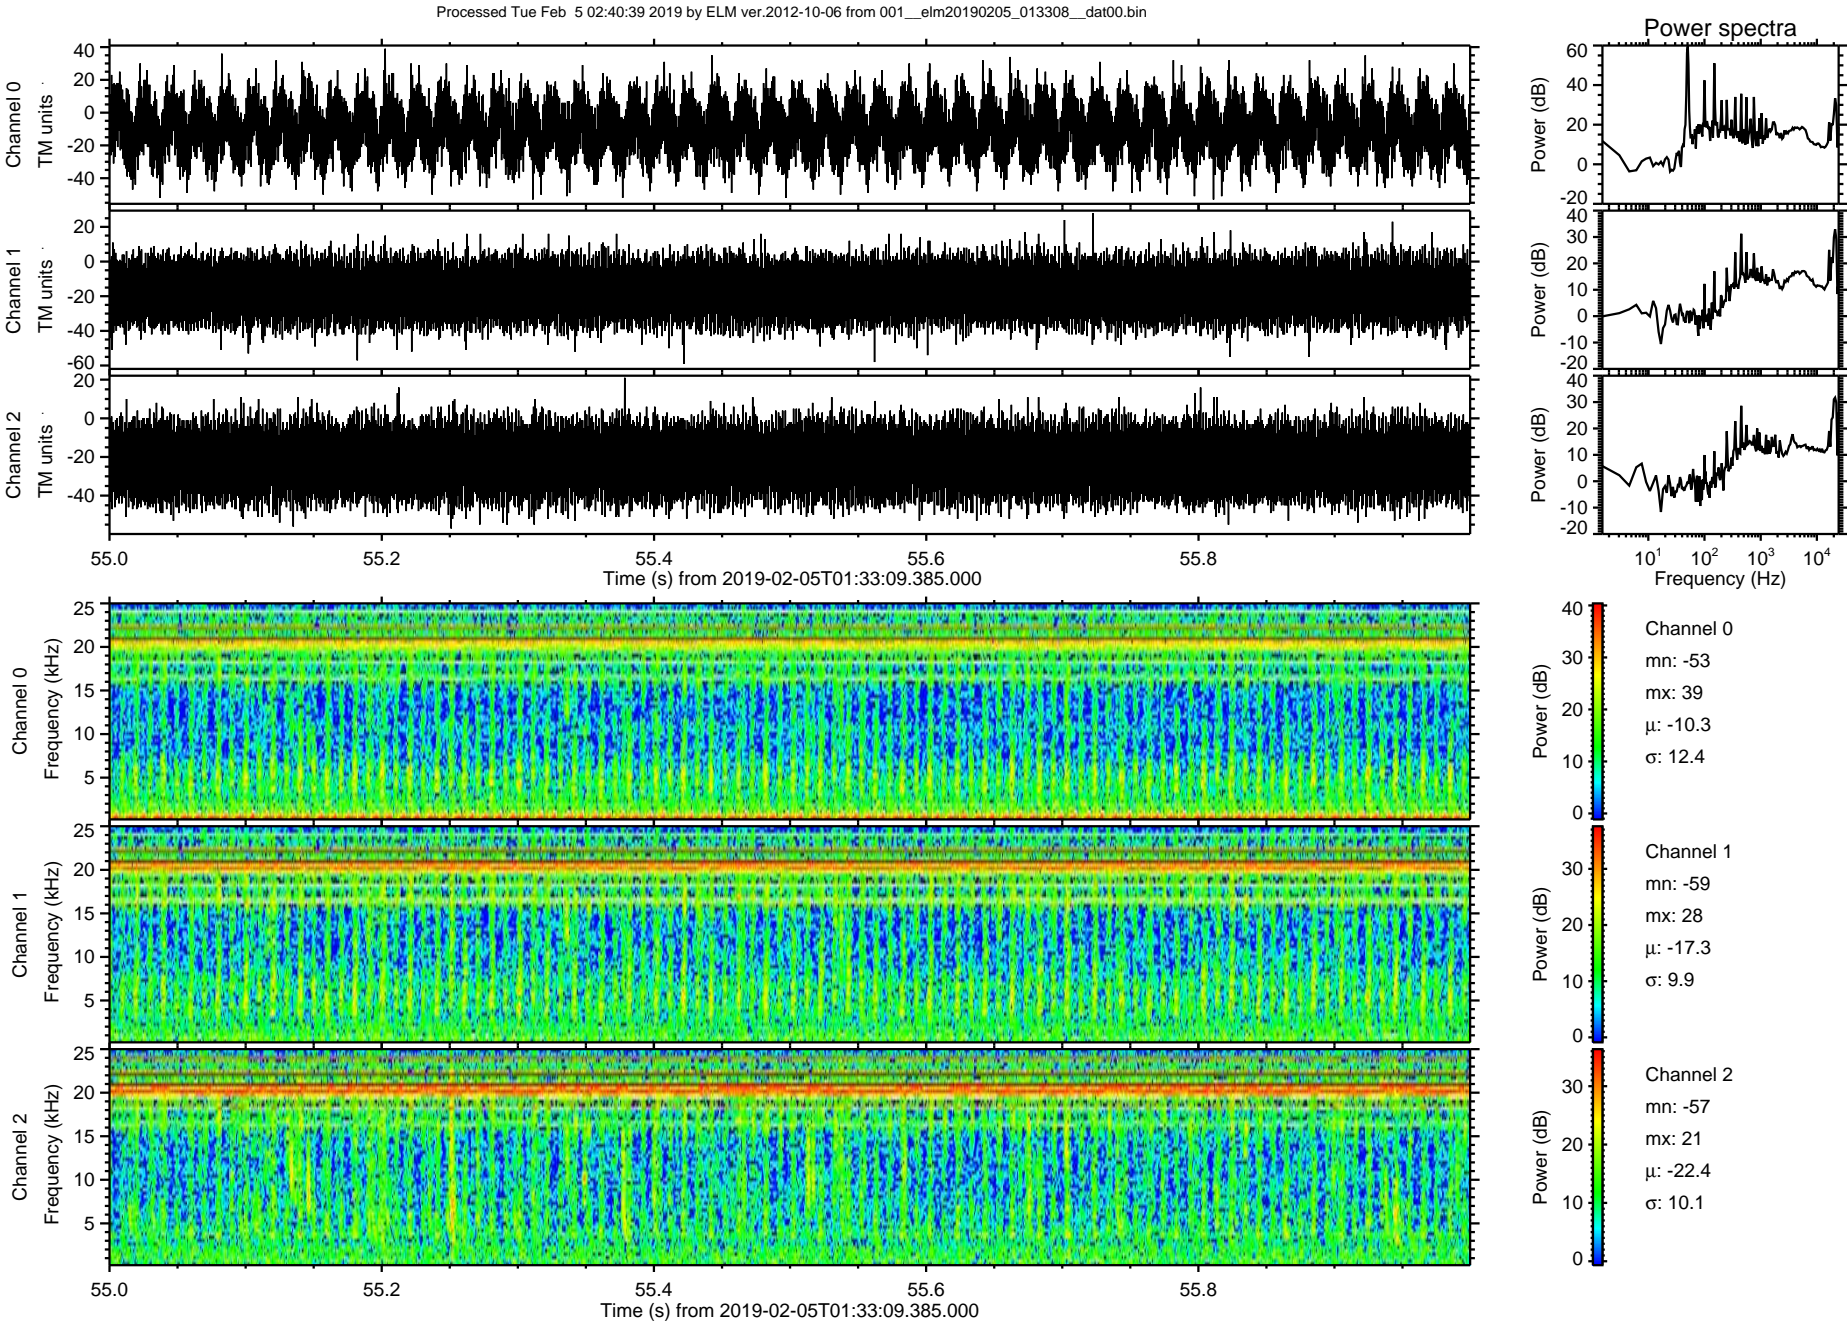 Processed Tue Feb  5 02:40:39 2019 by ELM ver.2012-10-06 from 001__elm20190205_013308__dat00.bin
Power spectra
Channel 0
TM units
40
20
0
-20
-40
Power (dB)
60
40
20
0
-20
Channel 1
TM units
20
0
-20
-40
-60
Power (dB)
40
30
20
10
0
-10
-20
Channel 2
TM units
20
0
-20
-40
Power (dB)
40
30
20
10
0
-10
-20
55.0 55.2 55.4 55.6 55.8
Time (s) from 2019-02-05T01:33:09.385.000
10^1 10^2 10^3 10^4
Frequency (Hz)
Channel 0
Frequency (kHz)
25
20
15
10
5
Power (dB)
40
30
20
10
0
Channel 0
mn: -53
mx: 39
μ: -10.3
σ: 12.4
Channel 1
Frequency (kHz)
25
20
15
10
5
Power (dB)
30
20
10
0
Channel 1
mn: -59
mx: 28
μ: -17.3
σ: 9.9
Channel 2
Frequency (kHz)
25
20
15
10
5
Power (dB)
30
20
10
0
Channel 2
mn: -57
mx: 21
μ: -22.4
σ: 10.1
55.0 55.2 55.4 55.6 55.8
Time (s) from 2019-02-05T01:33:09.385.000